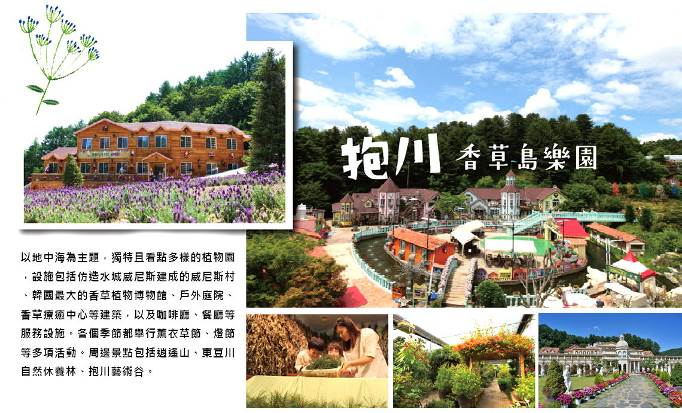 抱川 香草島樂園
以地中海為主題，獨特且看點多樣的植物園
，設施包括仿造水城威尼斯建成的威尼斯村
、韓國最大的香草植物博物館、戶外庭院、
香草療癒中心等建築，以及咖啡廳、餐廳等
服務設施。各個季節都舉行薰衣草節、燈節
等多項活動。周邊景點包括逍遙山、東豆川
自然休養林、抱川藝術谷。